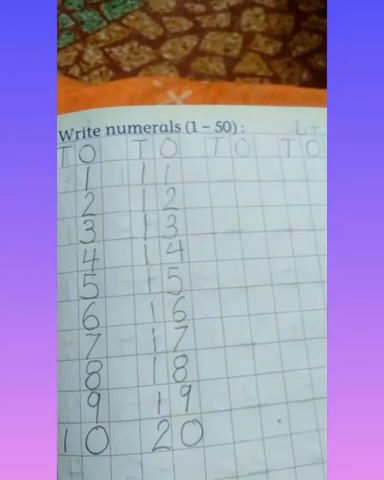 Write numerals (1 – 50) :
T O T O T O T O
1 1 1
2 1 2
3 1 3
4 1 4
5 1 5
6 1 6
7 1 7
8 1 8
9 1 9
1 0 2 0